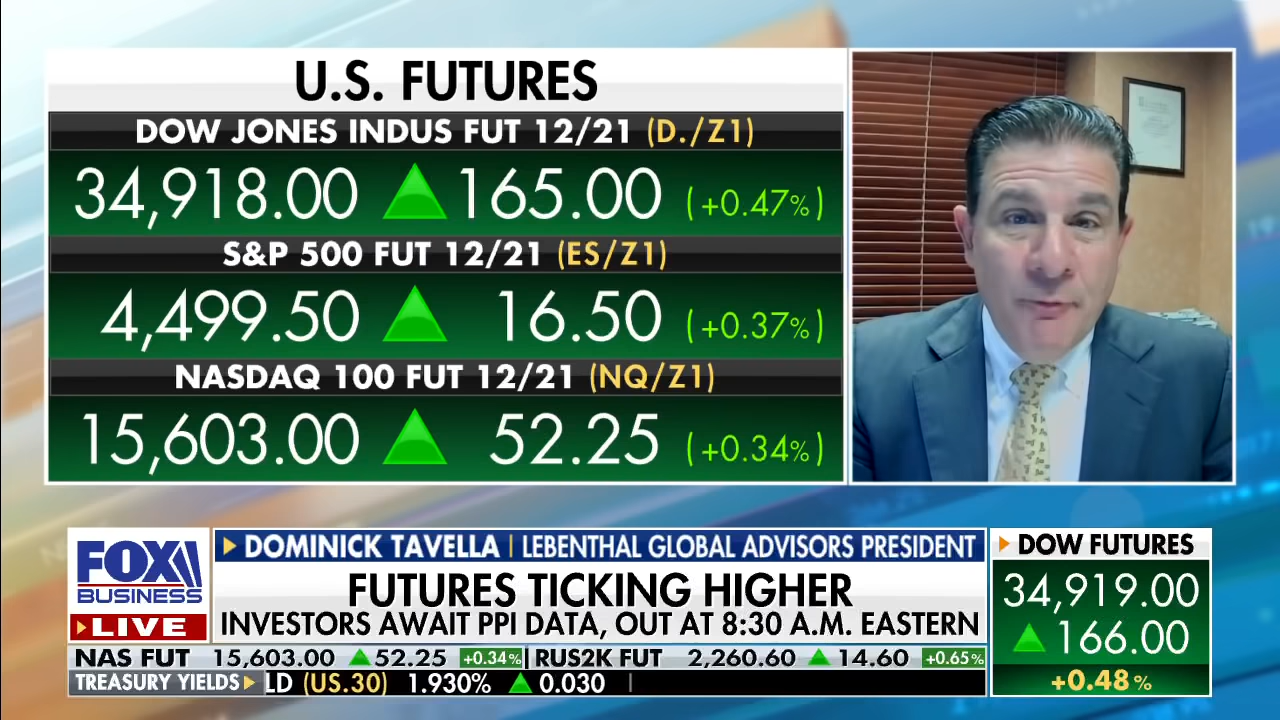 U.S. FUTURES
DOW JONES INDUS FUT 12/21 (D./Z1)
34,918.00 ▲ 165.00 (+0.47%)
S&P 500 FUT 12/21 (ES/Z1)
4,499.50 ▲ 16.50 (+0.37%)
NASDAQ 100 FUT 12/21 (NQ/Z1)
15,603.00 ▲ 52.25 (+0.34%)
FOX
BUSINESS
LIVE
DOMINICK TAVELLA | LEBENTHAL GLOBAL ADVISORS PRESIDENT
FUTURES TICKING HIGHER
INVESTORS AWAIT PPI DATA, OUT AT 8:30 A.M. EASTERN
NAS FUT 15,603.00 ▲ 52.25 +0.34% RUS2K FUT 2,260.60 ▲ 14.60 +0.65%
TREASURY YIELDS LD (US.30) 1.930% ▲ 0.030
DOW FUTURES
34,919.00
▲ 166.00
+0.48%